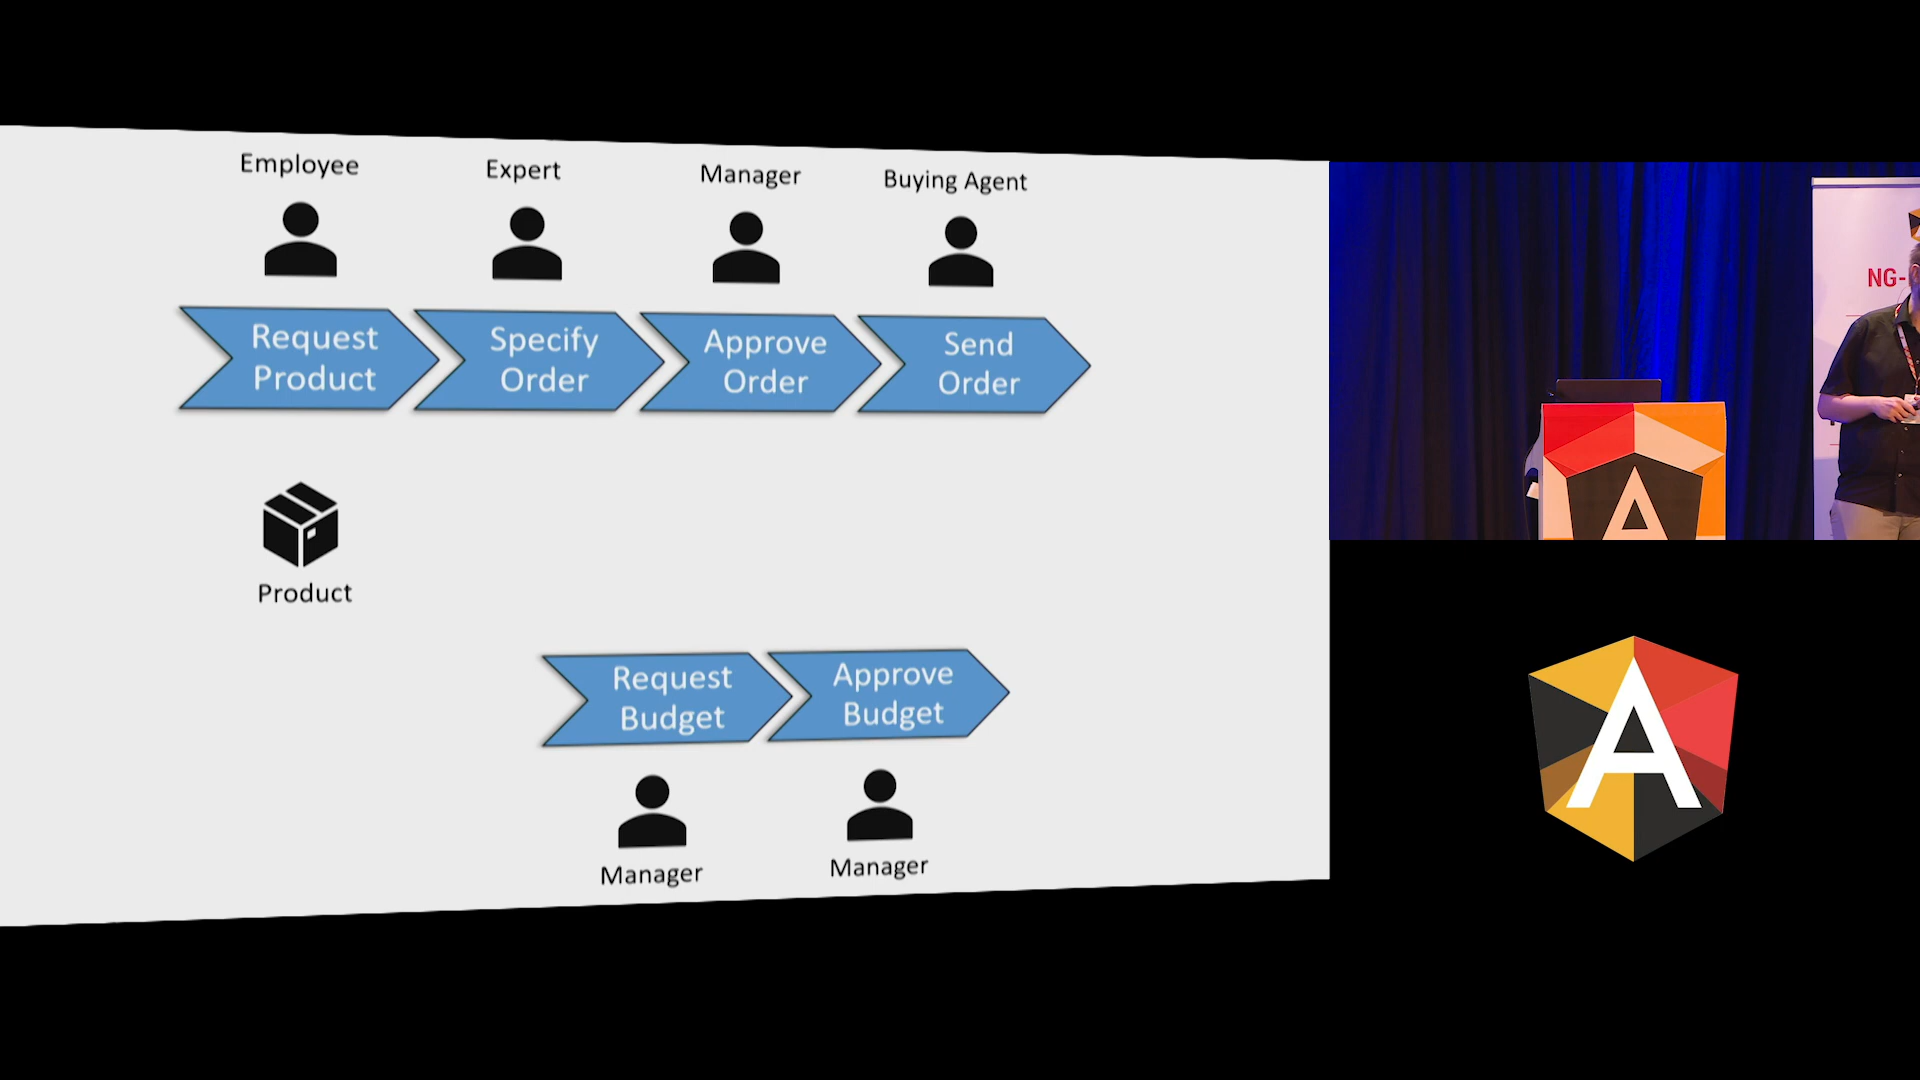 Employee
Expert
Manager
Buying Agent
Request
Product
Specify
Order
Approve
Order
Send
Order
Product
Request
Budget
Approve
Budget
Manager
Manager
NG-
A
A